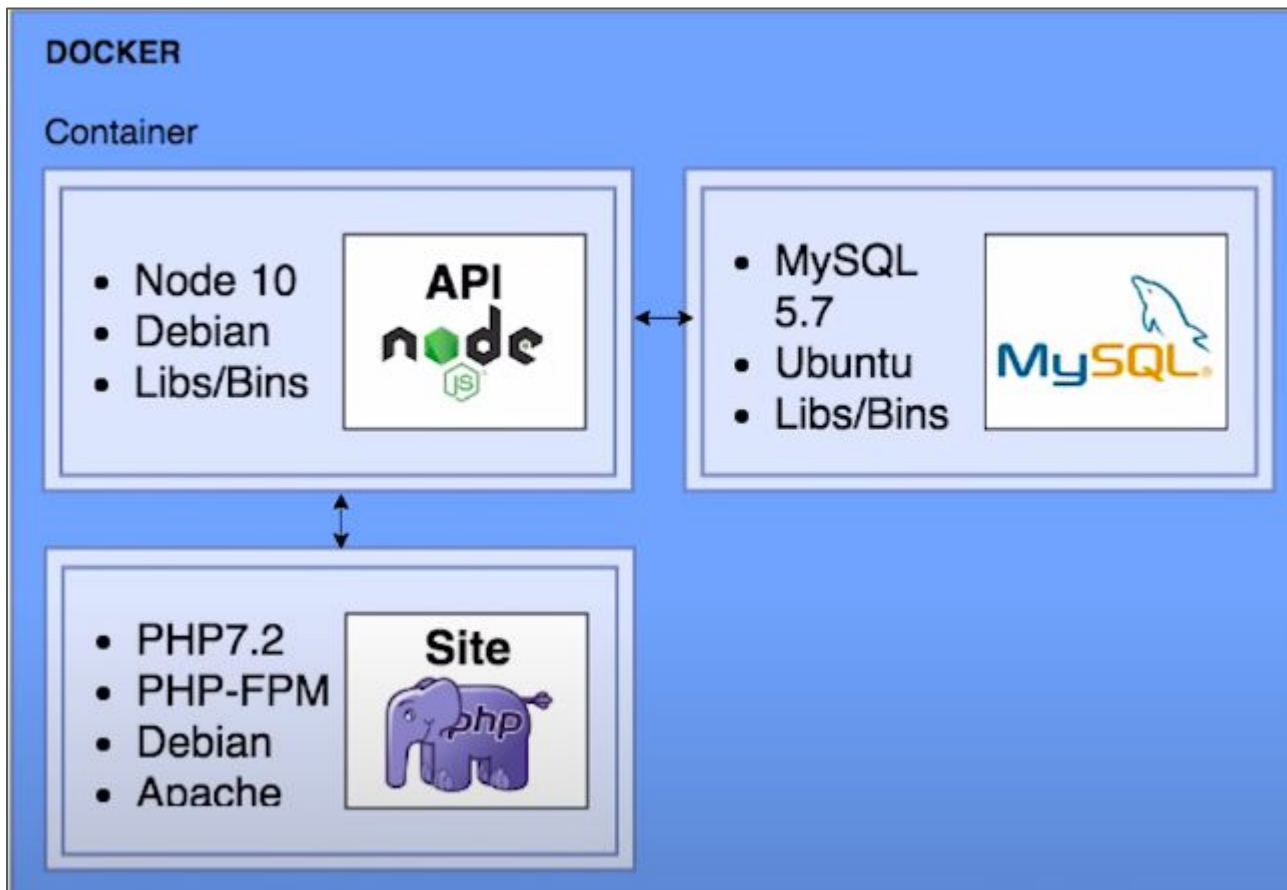 DOCKER
Container
• Node 10
• Debian
• Libs/Bins
API
node
JS
• MySQL
5.7
• Ubuntu
• Libs/Bins
MySQL®
• PHP7.2
• PHP-FPM
• Debian
• Apache
Site
php